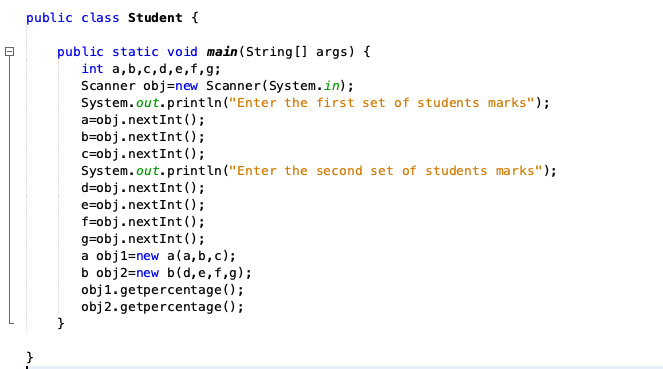 public class Student {
public static void main(String[] args) {
int a,b,c,d,e,f,g;
Scanner obj=new Scanner(System.in);
System.out.println("Enter the first set of students marks");
a=obj.nextInt();
b=obj.nextInt();
c=obj.nextInt();
System.out.println("Enter the second set of students marks");
d=obj.nextInt();
e=obj.nextInt();
f=obj.nextInt();
g=obj.nextInt();
a obj1=new a(a,b,c);
b obj2=new b(d,e,f,g);
obj1.getpercentage();
obj2.getpercentage();
}
}